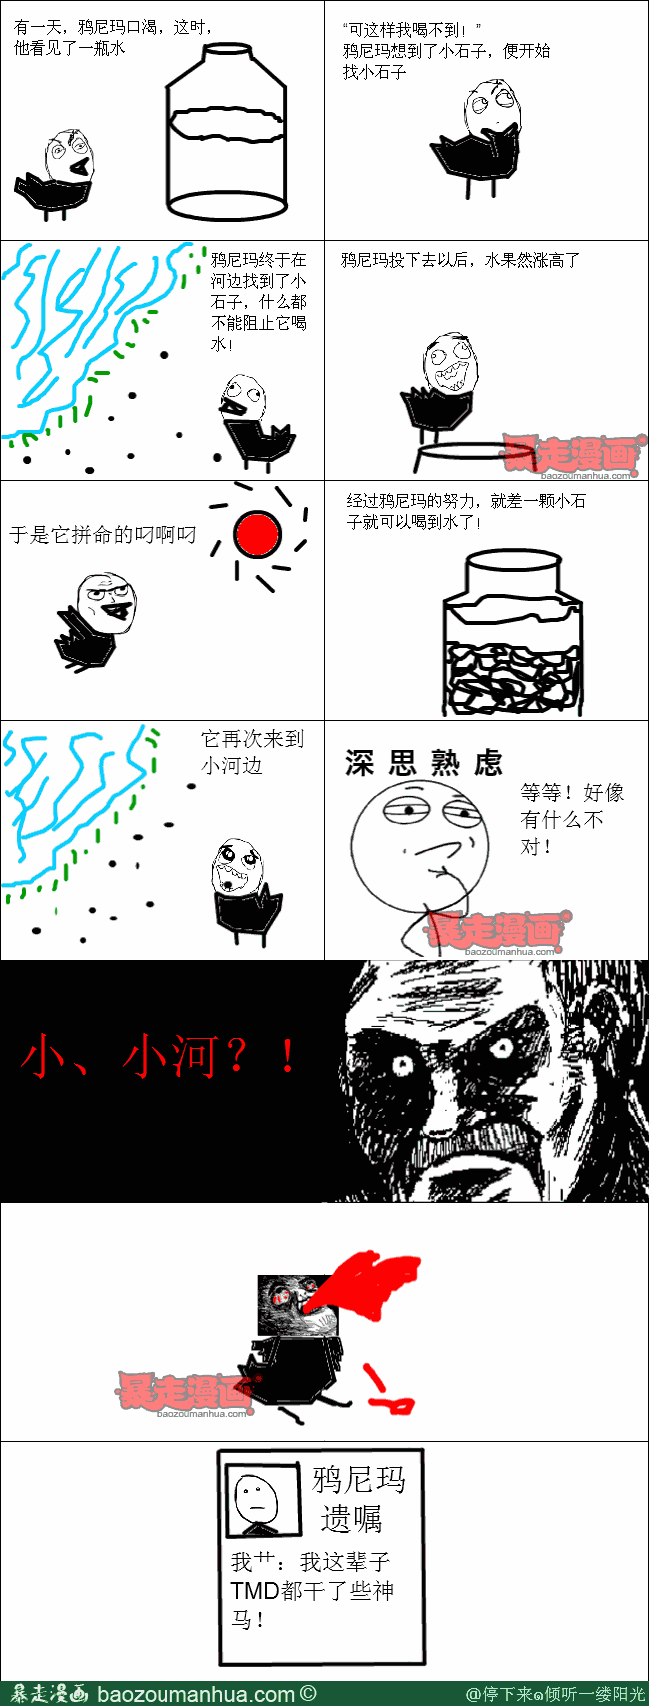 有一天，鸦尼玛口渴，这时，
他看见了一瓶水
“可这样我喝不到！”
鸦尼玛想到了小石子，便开始
找小石子
鸦尼玛终于在
河边找到了小
石子，什么都
不能阻止它喝
水！
鸦尼玛投下去以后，水果然涨高了
暴走漫画
baozoumanhua.com
于是它拼命的叼啊叼
经过鸦尼玛的努力，就差一颗小石
子就可以喝到水了！
它再次来到
小河边
深思熟虑
等等！好像
有什么不
对！
暴走漫画
baozoumanhua.com
小、小河？！
暴走漫画
baozoumanhua.com
鸦尼玛
遗嘱
我艹：我这辈子
TMD都干了些神
马！
暴走漫画 baozoumanhua.com ©
@停下来ର倾听一缕阳光